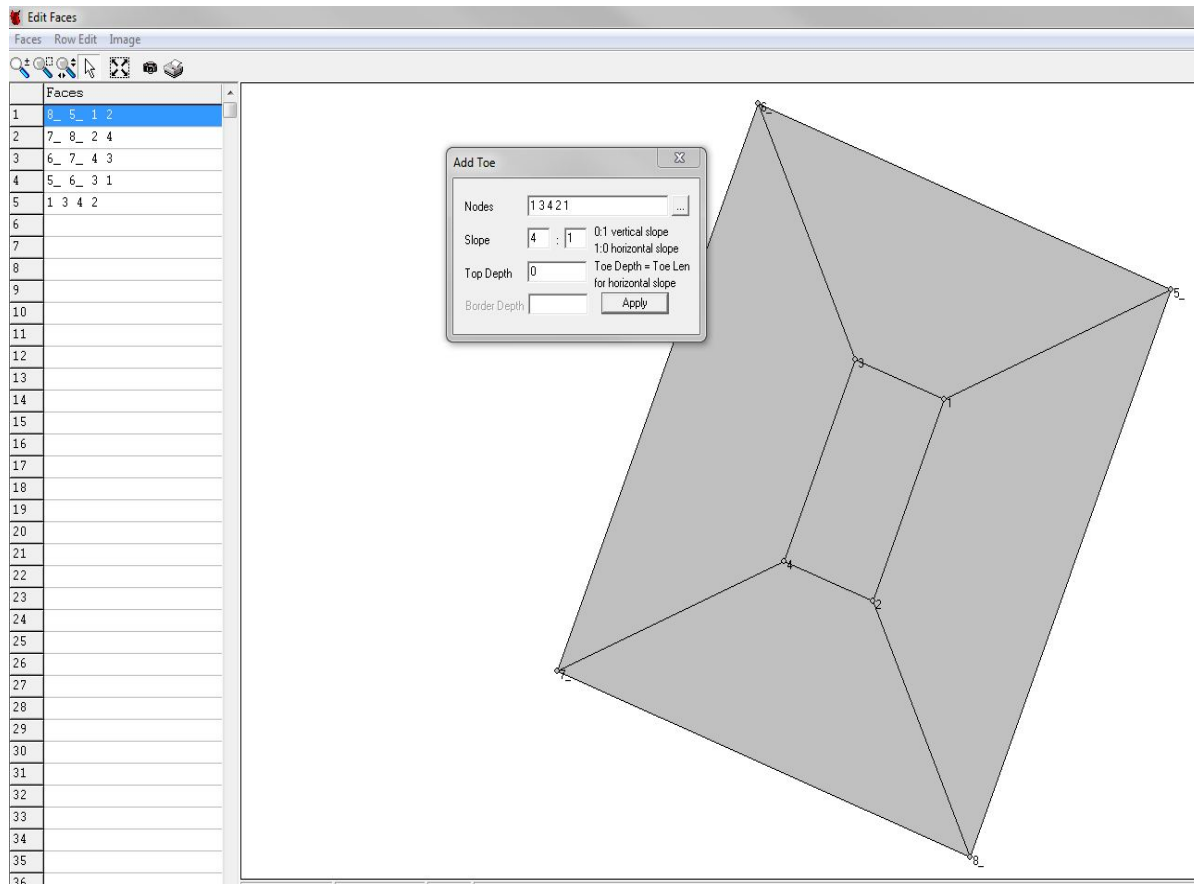 Edit Faces
Faces Row Edit Image
Faces
1 8_ 5_ 1 2
2 7_ 8_ 2 4
3 6_ 7_ 4 3
4 5_ 6_ 3 1
5 1 3 4 2
6
7
8
9
10
11
12
13
14
15
16
17
18
19
20
21
22
23
24
25
26
27
28
29
30
31
32
33
34
35
36
Add Toe
Nodes 1 3 4 2 1 ...
Slope 4 : 1 0:1 vertical slope
1:0 horizontal slope
Top Depth 0 Toe Depth = Toe Len
for horizontal slope
Border Depth Apply
6_
5_
3
1
4
2
7_
8_